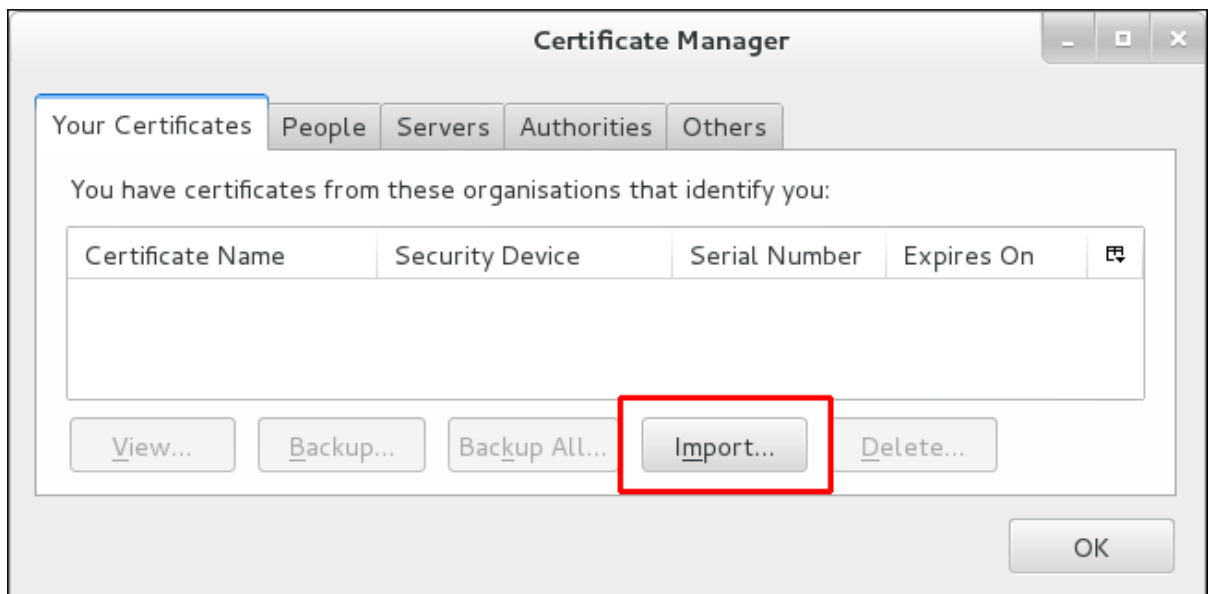 Certificate Manager
Your Certificates People Servers Authorities Others
You have certificates from these organisations that identify you:
Certificate Name Security Device Serial Number Expires On
View... Backup... Backup All... Import... Delete...
OK